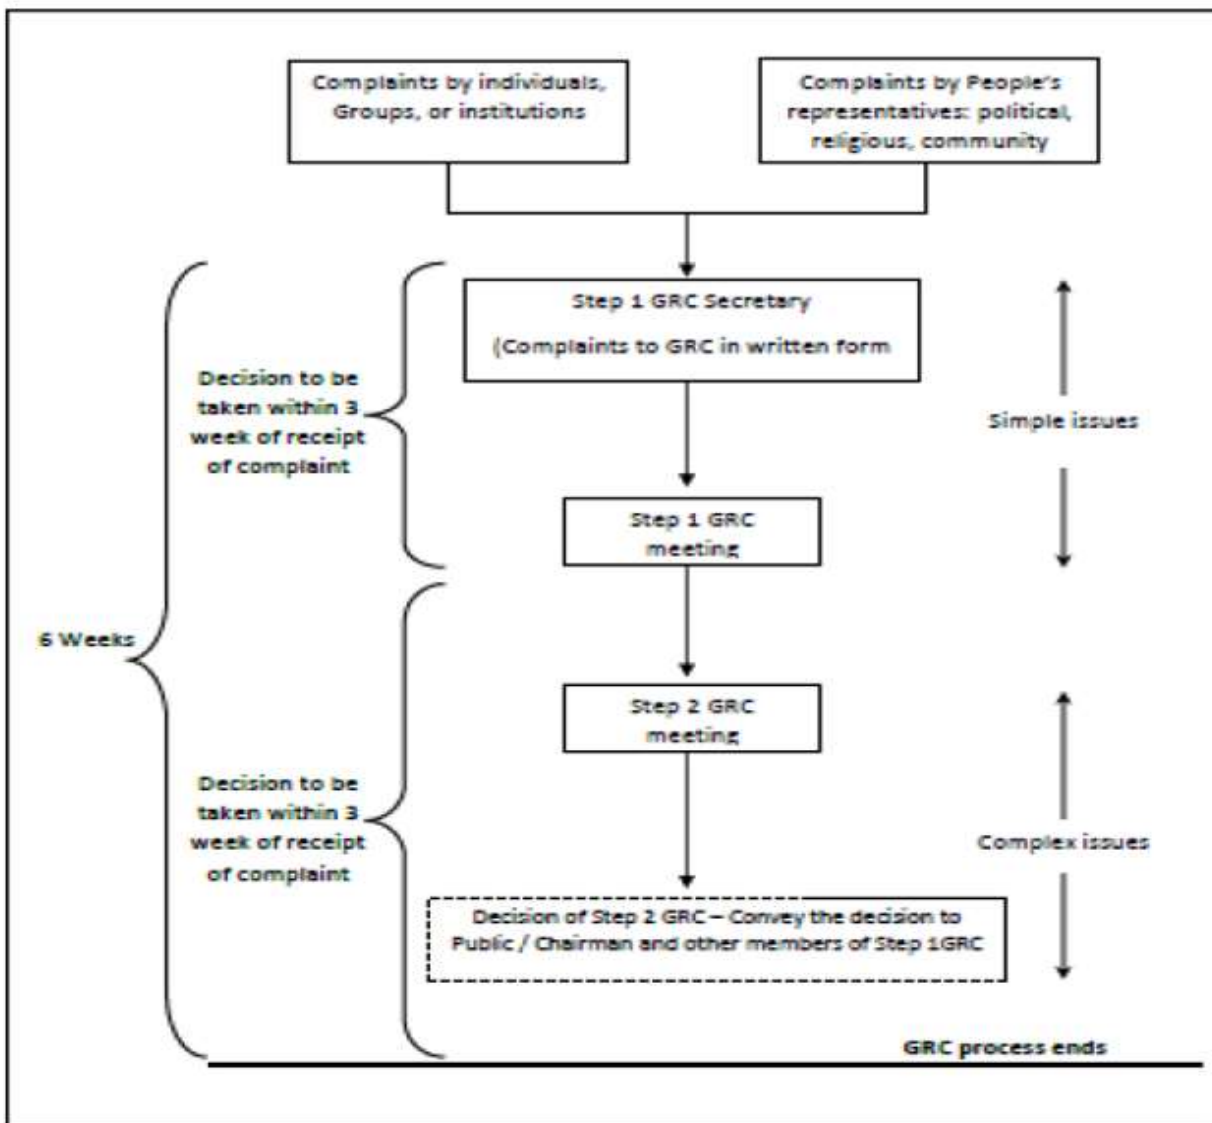 Complaints by individuals,
Groups, or institutions
Complaints by People's
representatives: political,
religious, community
Step 1 GRC Secretary
(Complaints to GRC in written form
Decision to be
taken within 3
week of receipt
of complaint
Simple issues
Step 1 GRC
meeting
6 Weeks
Step 2 GRC
meeting
Decision to be
taken within 3
week of receipt
of complaint
Complex issues
Decision of Step 2 GRC – Convey the decision to
Public / Chairman and other members of Step 1GRC
GRC process ends